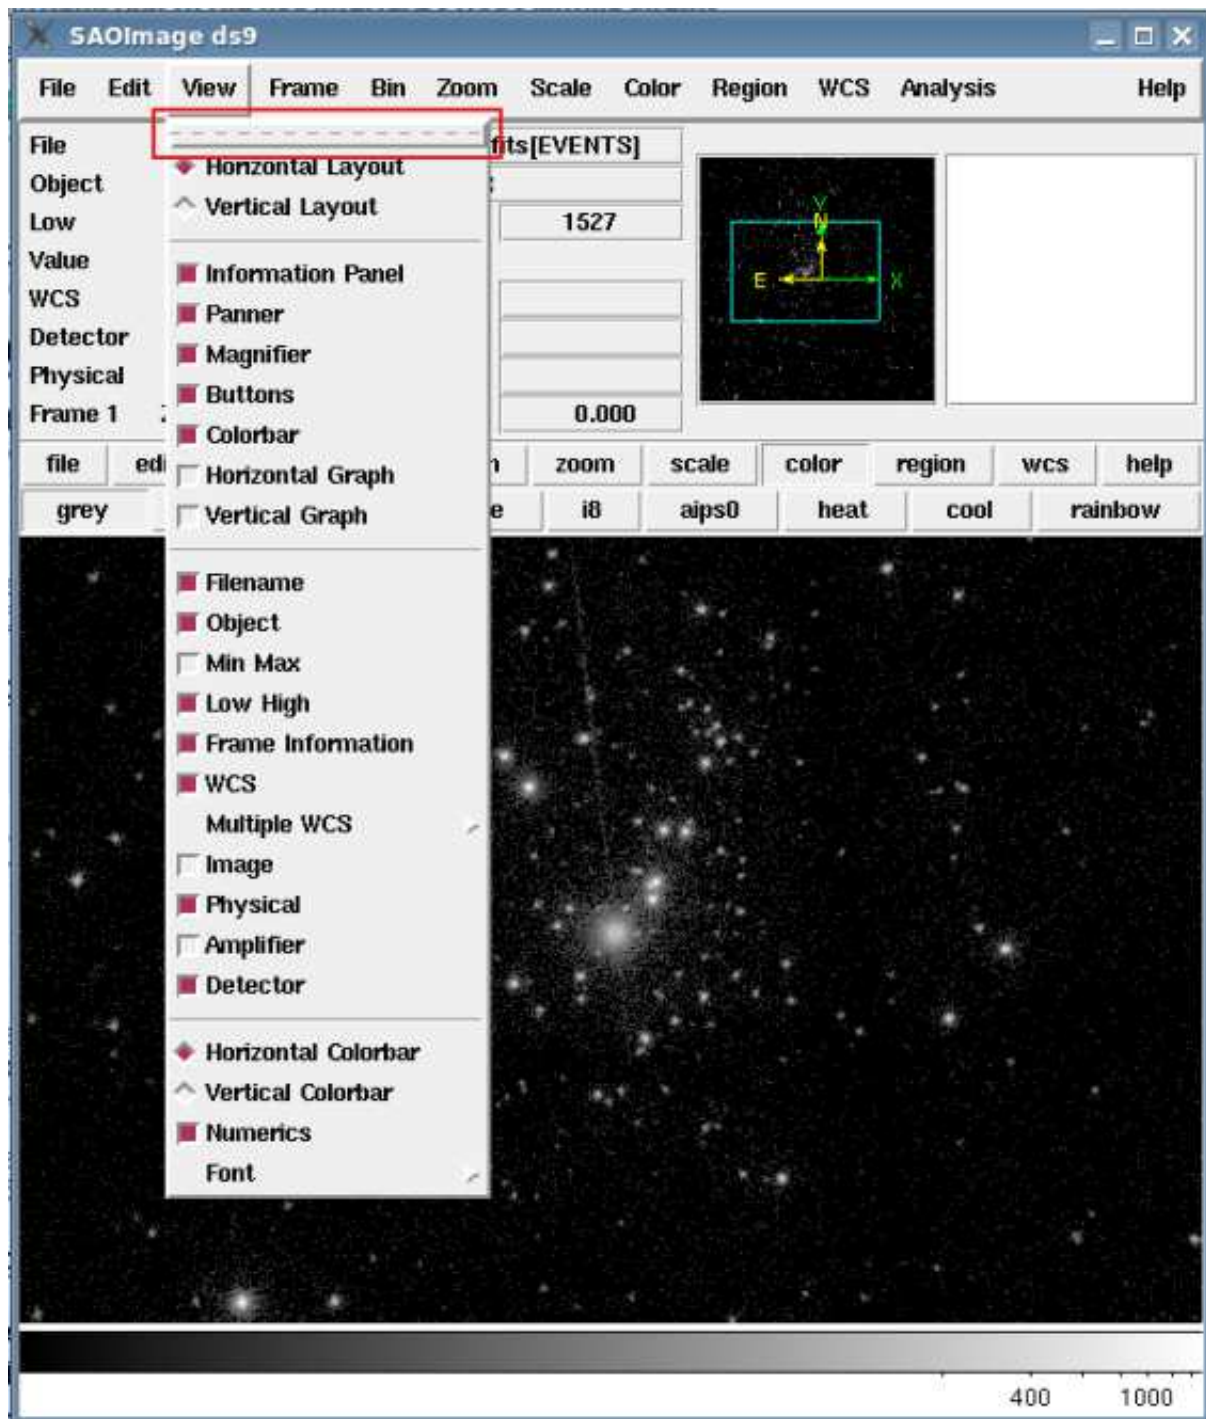 SAOImage ds9
File Edit View Frame Bin Zoom Scale Color Region WCS Analysis Help
File
Object
Low
Value
WCS
Detector
Physical
Frame 1
Horizontal Layout
Vertical Layout
Information Panel
Panner
Magnifier
Buttons
Colorbar
Horizontal Graph
Vertical Graph
Filename
Object
Min Max
Low High
Frame Information
WCS
Multiple WCS
Image
Physical
Amplifier
Detector
Horizontal Colorbar
Vertical Colorbar
Numerics
Font
fits[EVENTS]
1527
0.000
Y
N
E X
file zoom scale color region wcs help
grey i8 aips0 heat cool rainbow
400 1000